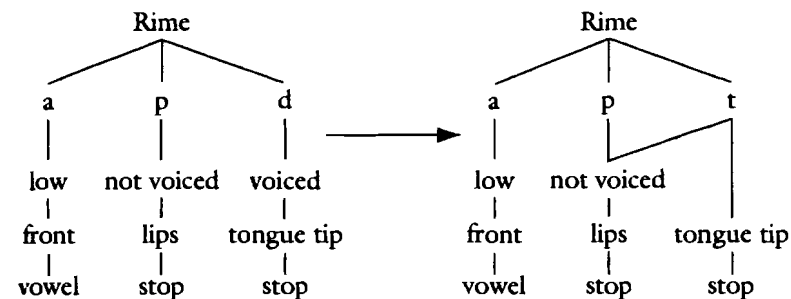 Rime Rime
a p d a p t
low not voiced voiced low not voiced
front lips tongue tip front lips tongue tip
vowel stop stop vowel stop stop